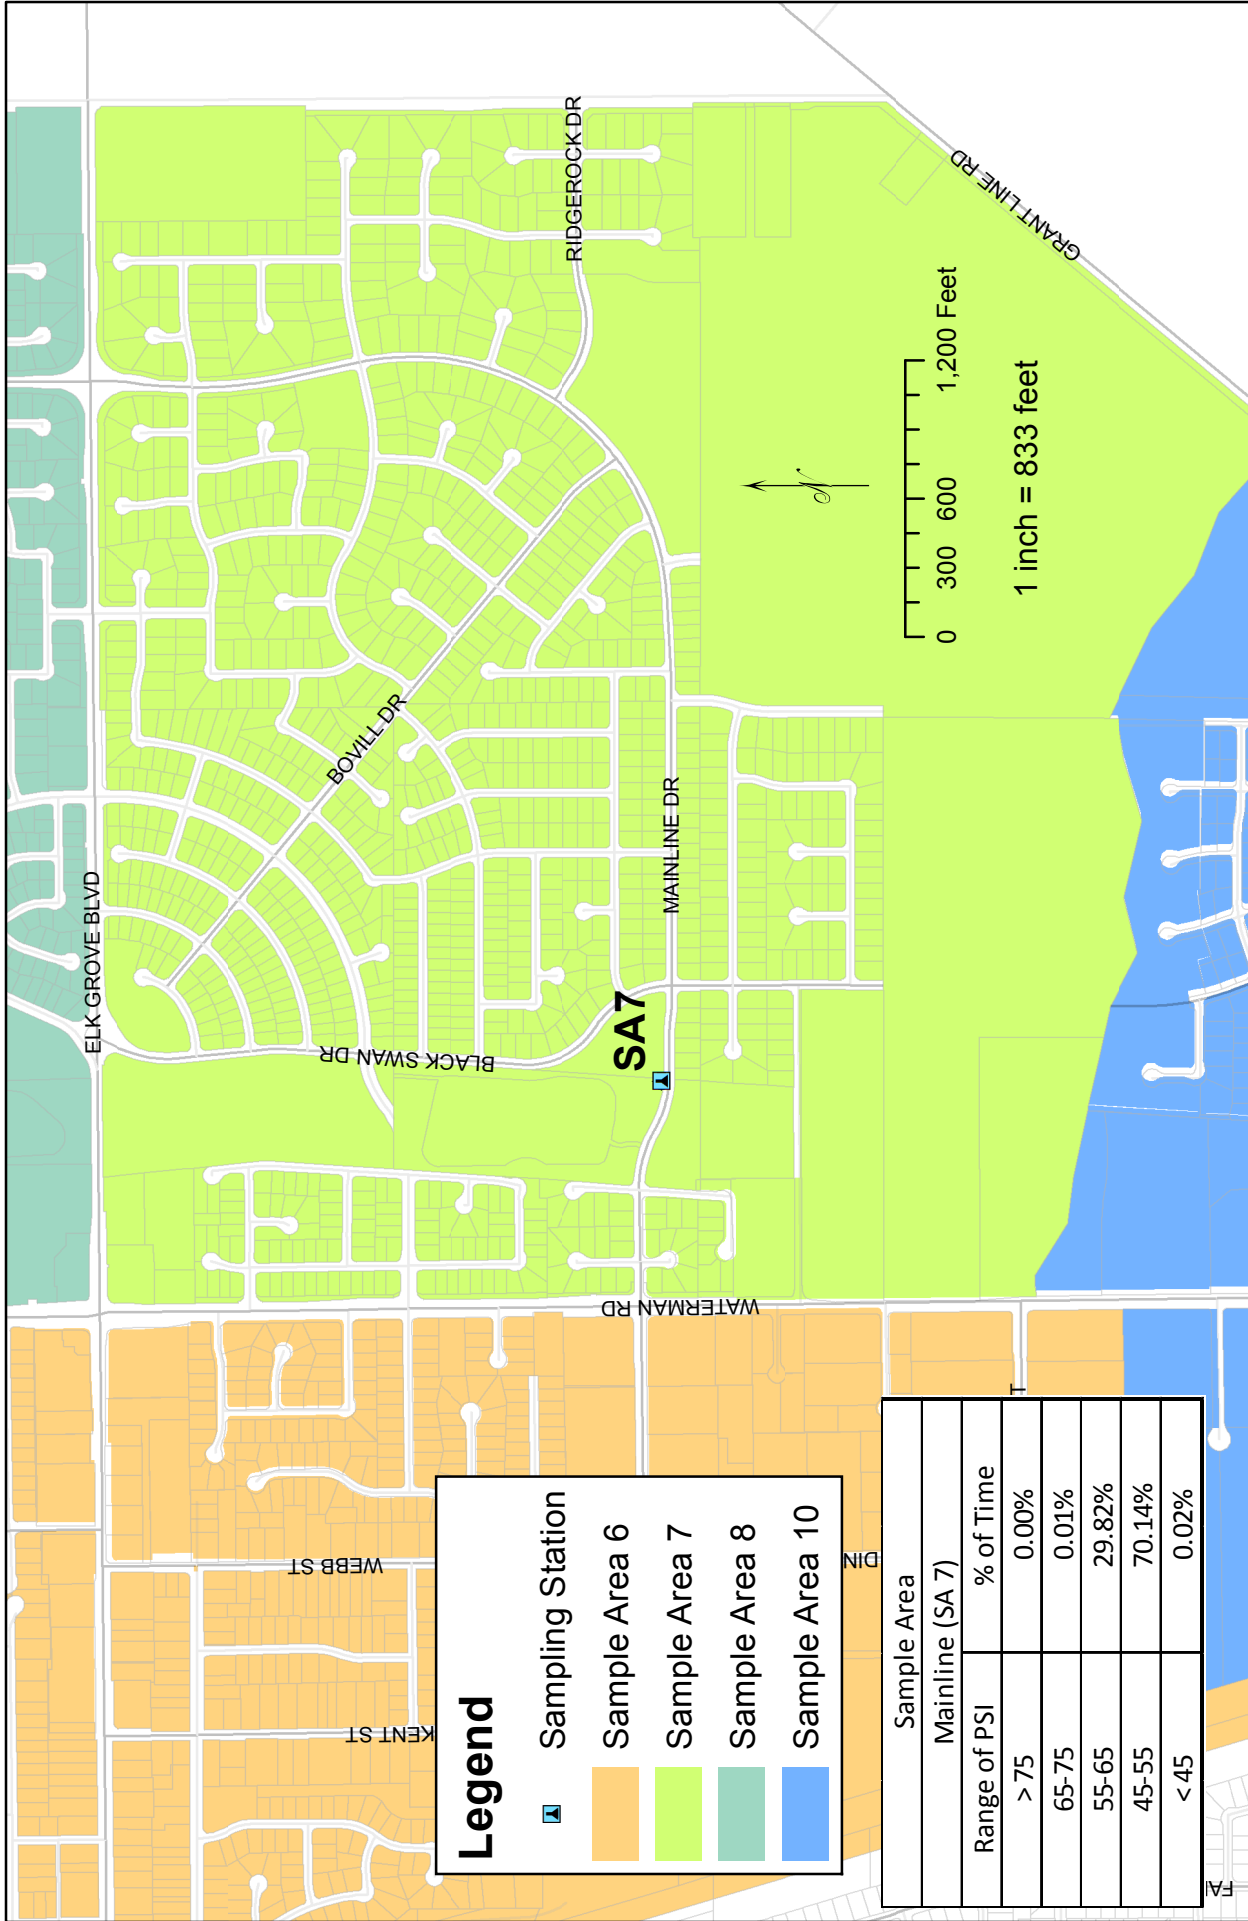 ELK GROVE BLVD
BLACK SWAN DR
BOVILL DR
RIDGEROCK DR
GRANT LINE RD
MAINLINE DR
SA7
WATERMAN RD
WEBB ST
KENT ST
DIN
T
FAI
N
0 300 600 1,200 Feet
1 inch = 833 feet
Legend
Sampling Station
Sample Area 6
Sample Area 7
Sample Area 8
Sample Area 10
Sample Area
Mainline (SA 7)
Range of PSI % of Time
> 75 0.00%
65-75 0.01%
55-65 29.82%
45-55 70.14%
< 45 0.02%